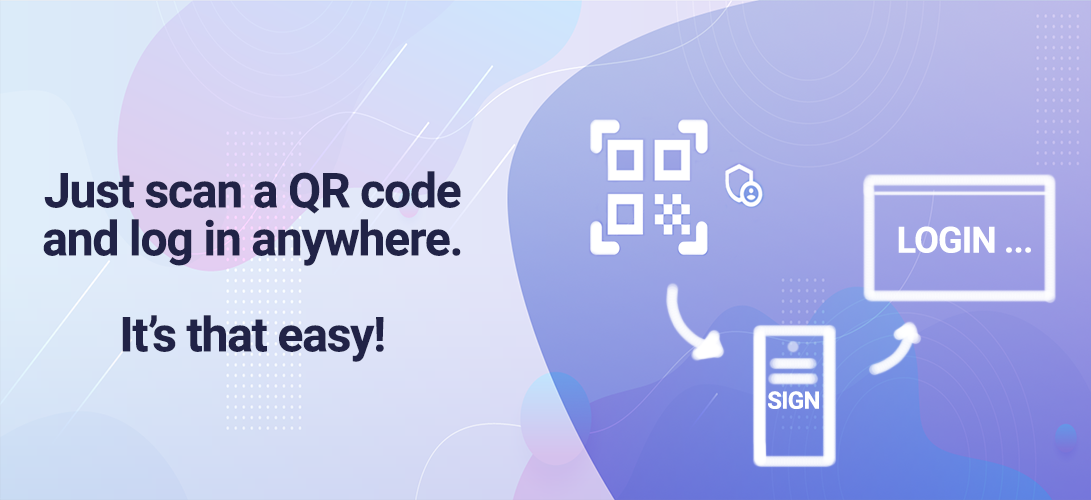 Just scan a QR code
and log in anywhere.
It’s that easy!
LOGIN ...
SIGN